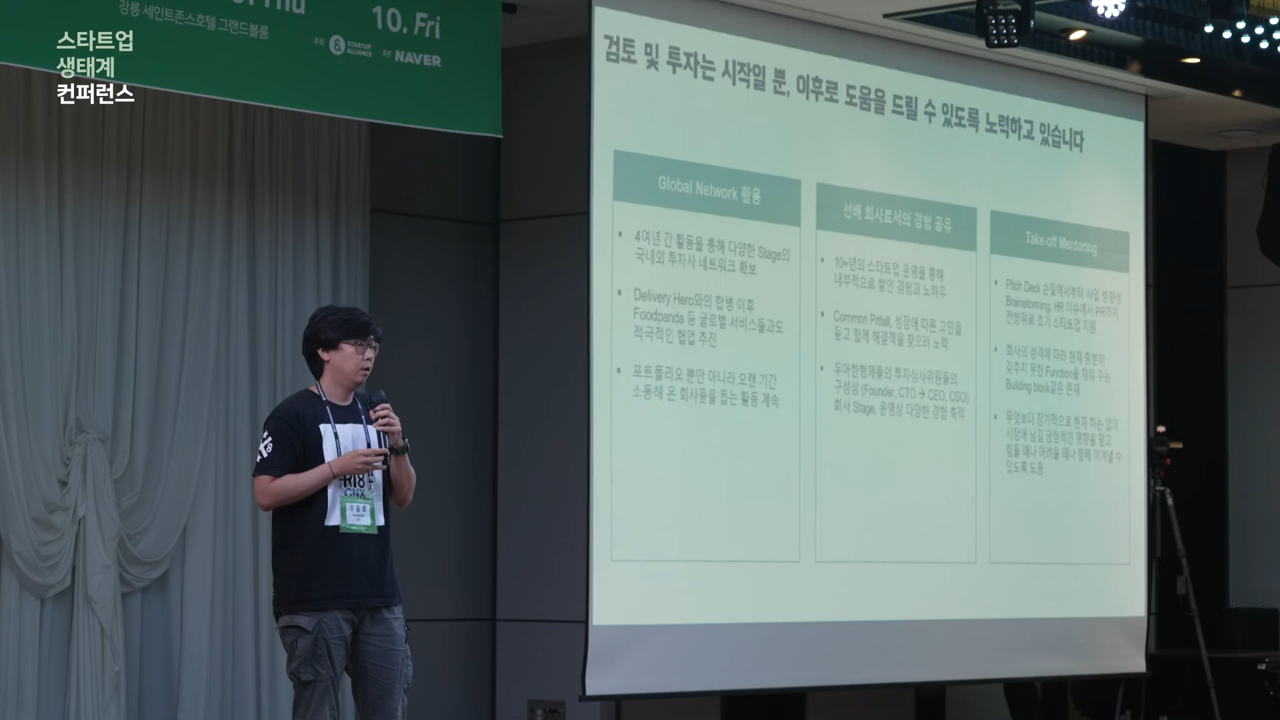 스타트업
생태계
컨퍼런스
Thu
10. Fri
강릉 세인트존스호텔 그랜드볼룸
주최
STARTUP
ALLIANCE
NAVER
검토 및 투자는 시작일 뿐, 이후로 도움을 드릴 수 있도록 노력하고 있습니다
Global Network 활용
4여년 간 활동을 통해 다양한 Stage의
국내외 투자사 네트워크 확보
Delivery Hero와의 합병 이후
Foodpanda 등 글로벌 서비스들과도
적극적인 협업 추진
포트폴리오 뿐만 아니라 오랜 기간
소통해 온 회사들을 돕는 활동 계속
선배 회사로서의 경험 공유
10+년의 스타트업 운영을 통해
내부적으로 쌓인 경험과 노하우
Common Pitfall, 성장에 따른 고민을
듣고 함께 해결책을 찾으려 노력
우아한형제들의 투자심사위원들의
구성상 (Founder, CTO → CEO, CSO)
회사 Stage, 운영상 다양한 경험 축적
Take-off Mentoring
Pitch Deck 손질에서부터 사업 방향성
Brainstorming, HR 이슈에서 PR까지
전방위로 초기 스타트업 지원
회사의 성격에 따라 현재 충분히
갖추지 못한 Function을 채워 주는
Building block같은 존재
무엇보다 장기적으로 현재 하는 업이
시장에 남길 긍정적인 영향을 믿고
힘들 때나 어려울 때나 함께 이겨낼 수
있도록 도움